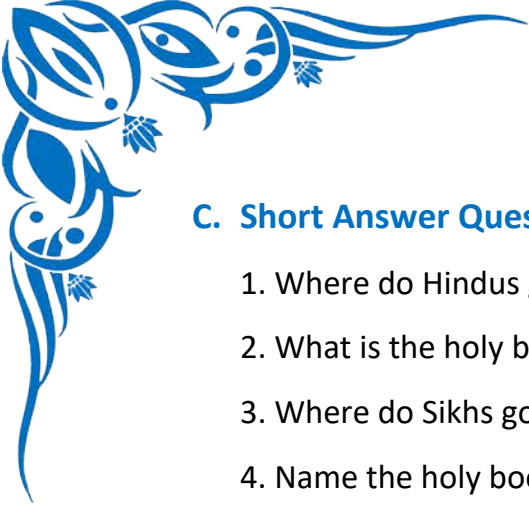 C. Short Answer Ques
1. Where do Hindus
2. What is the holy b
3. Where do Sikhs go
4. Name the holy boo